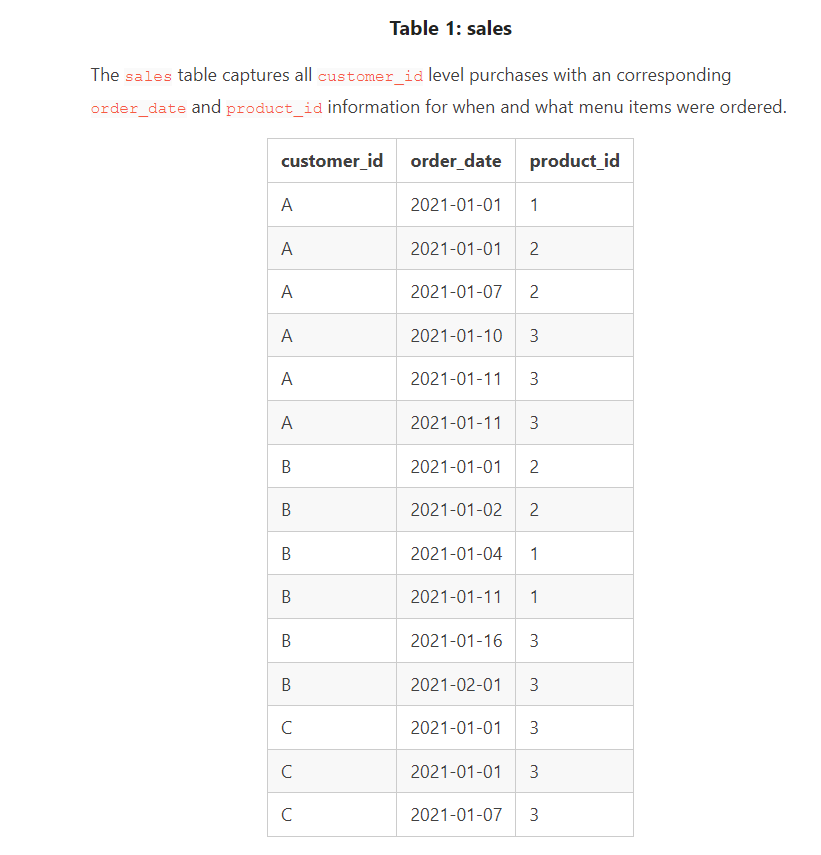 Table 1: sales
The sales table captures all customer_id level purchases with an corresponding
order_date and product_id information for when and what menu items were ordered.
customer_id order_date product_id
A 2021-01-01 1
A 2021-01-01 2
A 2021-01-07 2
A 2021-01-10 3
A 2021-01-11 3
A 2021-01-11 3
B 2021-01-01 2
B 2021-01-02 2
B 2021-01-04 1
B 2021-01-11 1
B 2021-01-16 3
B 2021-02-01 3
C 2021-01-01 3
C 2021-01-01 3
C 2021-01-07 3